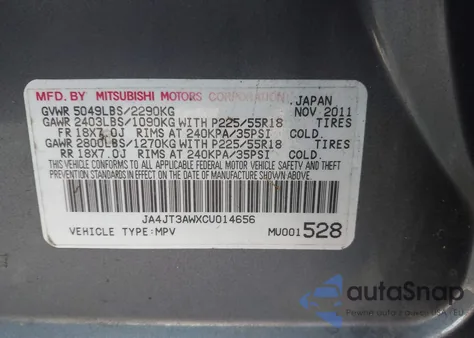 MFD. BY MITSUBISHI MOTORS CORPORATION JAPAN
GVWR 5049LBS/2290KG NOV 2011
GAWR 2403LBS/1090KG WITH P225/55R18 TIRES
FR 18X7.0J RIMS AT 240KPA/35PSI COLD.
GAWR 2800LBS/1270KG WITH P225/55R18 TIRES
RR 18X7.0J RIMS AT 240KPA/35PSI COLD.
THIS VEHICLE CONFORMS TO ALL APPLICABLE FEDERAL MOTOR VEHICLE SAFETY AND
THEFT PREVENTION STANDARDS IN EFFECT ON THE DATE OF MANUFACTURE SHOWN ABOVE.
JA4JT3AWXCU014656
VEHICLE TYPE:MPV MU001528
autoSnap